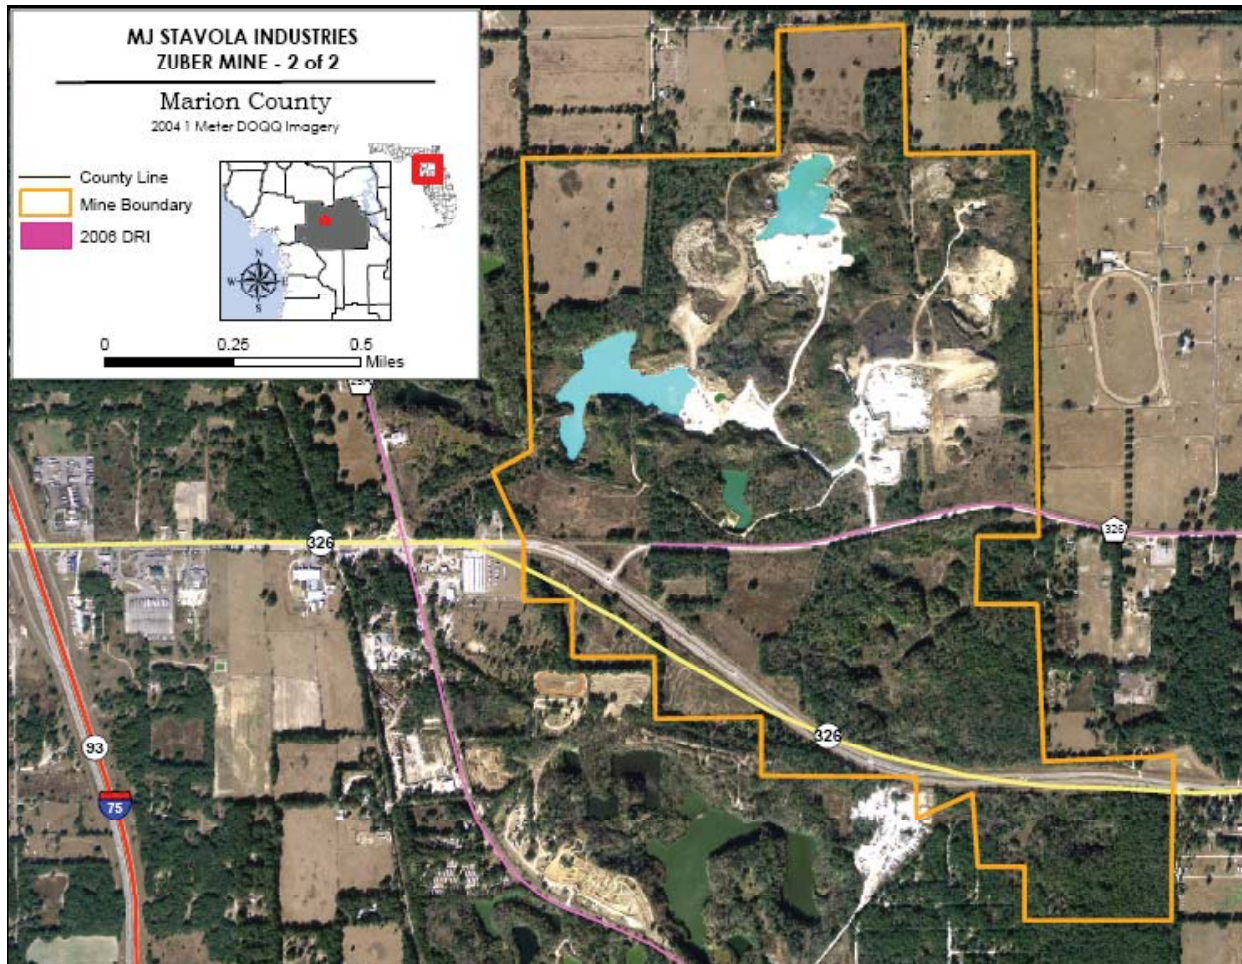 MJ STAVOLA INDUSTRIES
ZUBER MINE - 2 of 2
Marion County
2004 1 Meter DOQQ Imagery
County Line
Mine Boundary
2006 DRI
N
W E
S
0 0.25 0.5
Miles
326
326
326
93
75